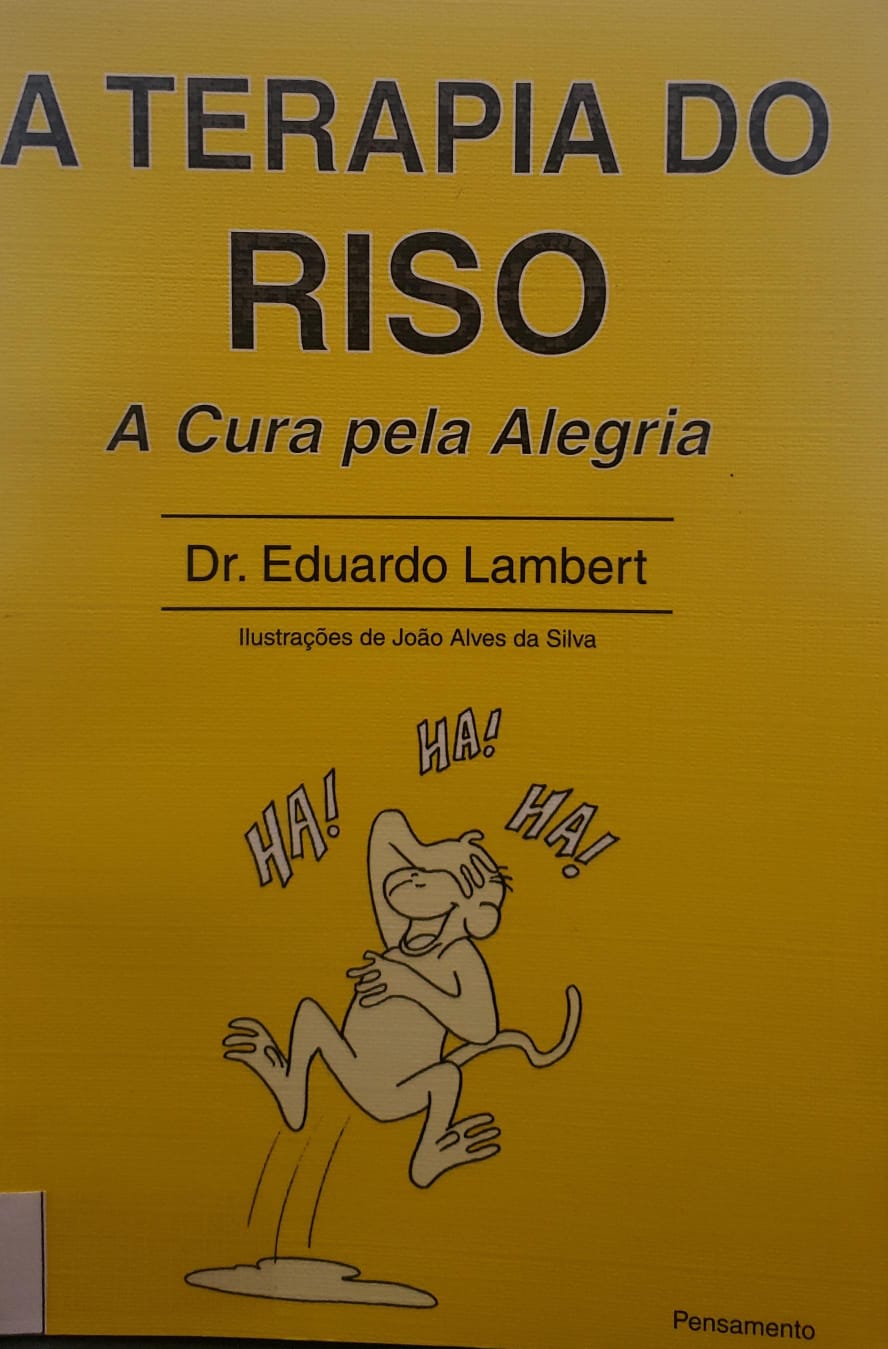 A TERAPIA DO
RISO
A Cura pela Alegria
Dr. Eduardo Lambert
Ilustrações de João Alves da Silva
HA!
HA!
HA!
Pensamento